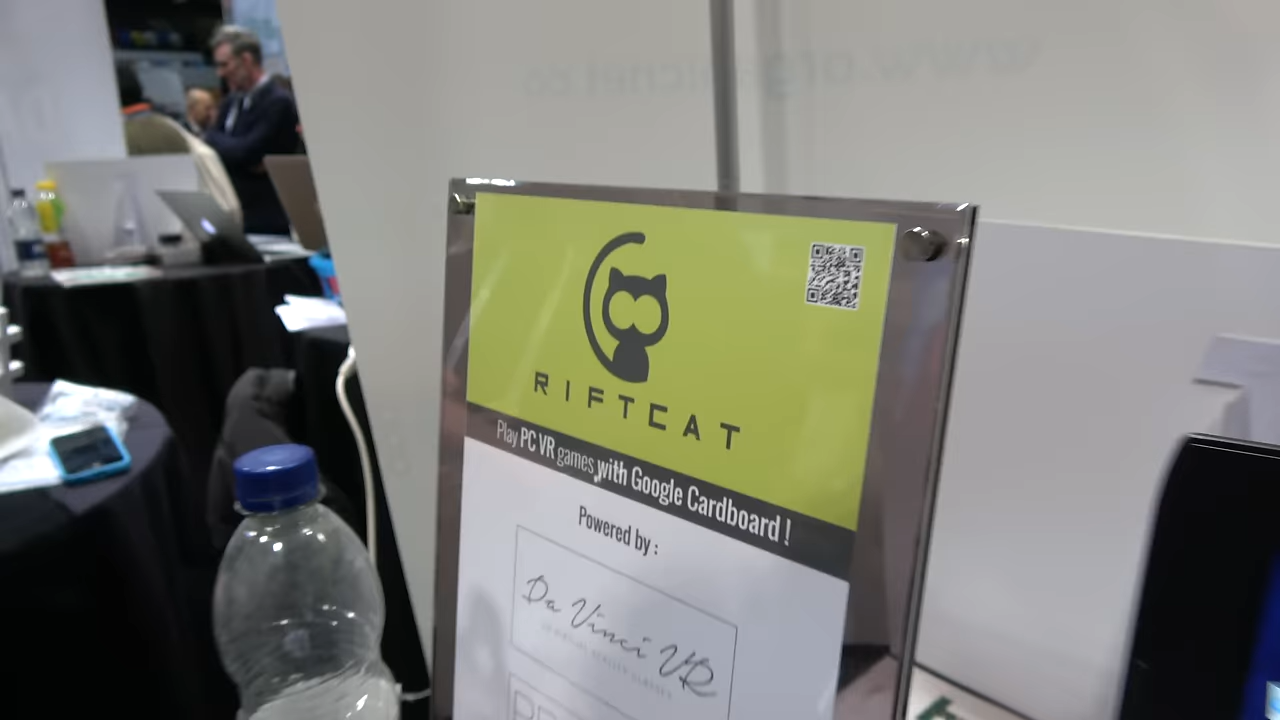 RIFTCAT
Play PC VR games, with Google Cardboard !
Powered by :
Da Vinci VR